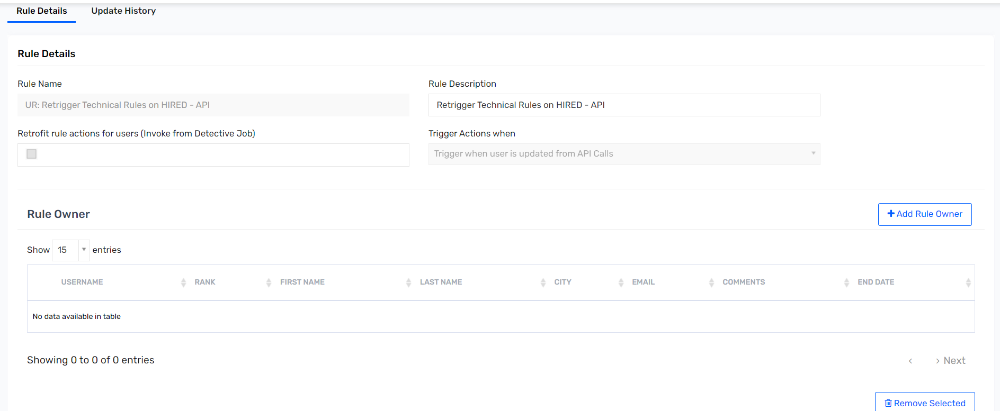 Rule Details Update History
Rule Details
Rule Name Rule Description
UR: Retrigger Technical Rules on HIRED - API Retrigger Technical Rules on HIRED - API
Retrofit rule actions for users (Invoke from Detective Job) Trigger Actions when
Trigger when user is updated from API Calls
Rule Owner Add Rule Owner
Show 15 entries
USERNAME RANK FIRST NAME LAST NAME CITY EMAIL COMMENTS END DATE
No data available in table
Showing 0 to 0 of 0 entries < > Next
Remove Selected